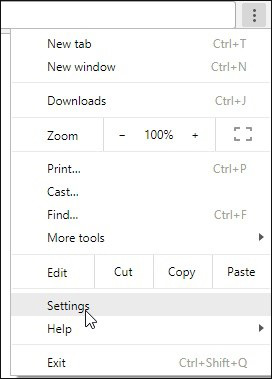 New tab Ctrl+T
New window Ctrl+N
Downloads Ctrl+J
Zoom − 100% +
Print... Ctrl+P
Cast...
Find... Ctrl+F
More tools
Edit Cut Copy Paste
Settings
Help
Exit Ctrl+Shift+Q